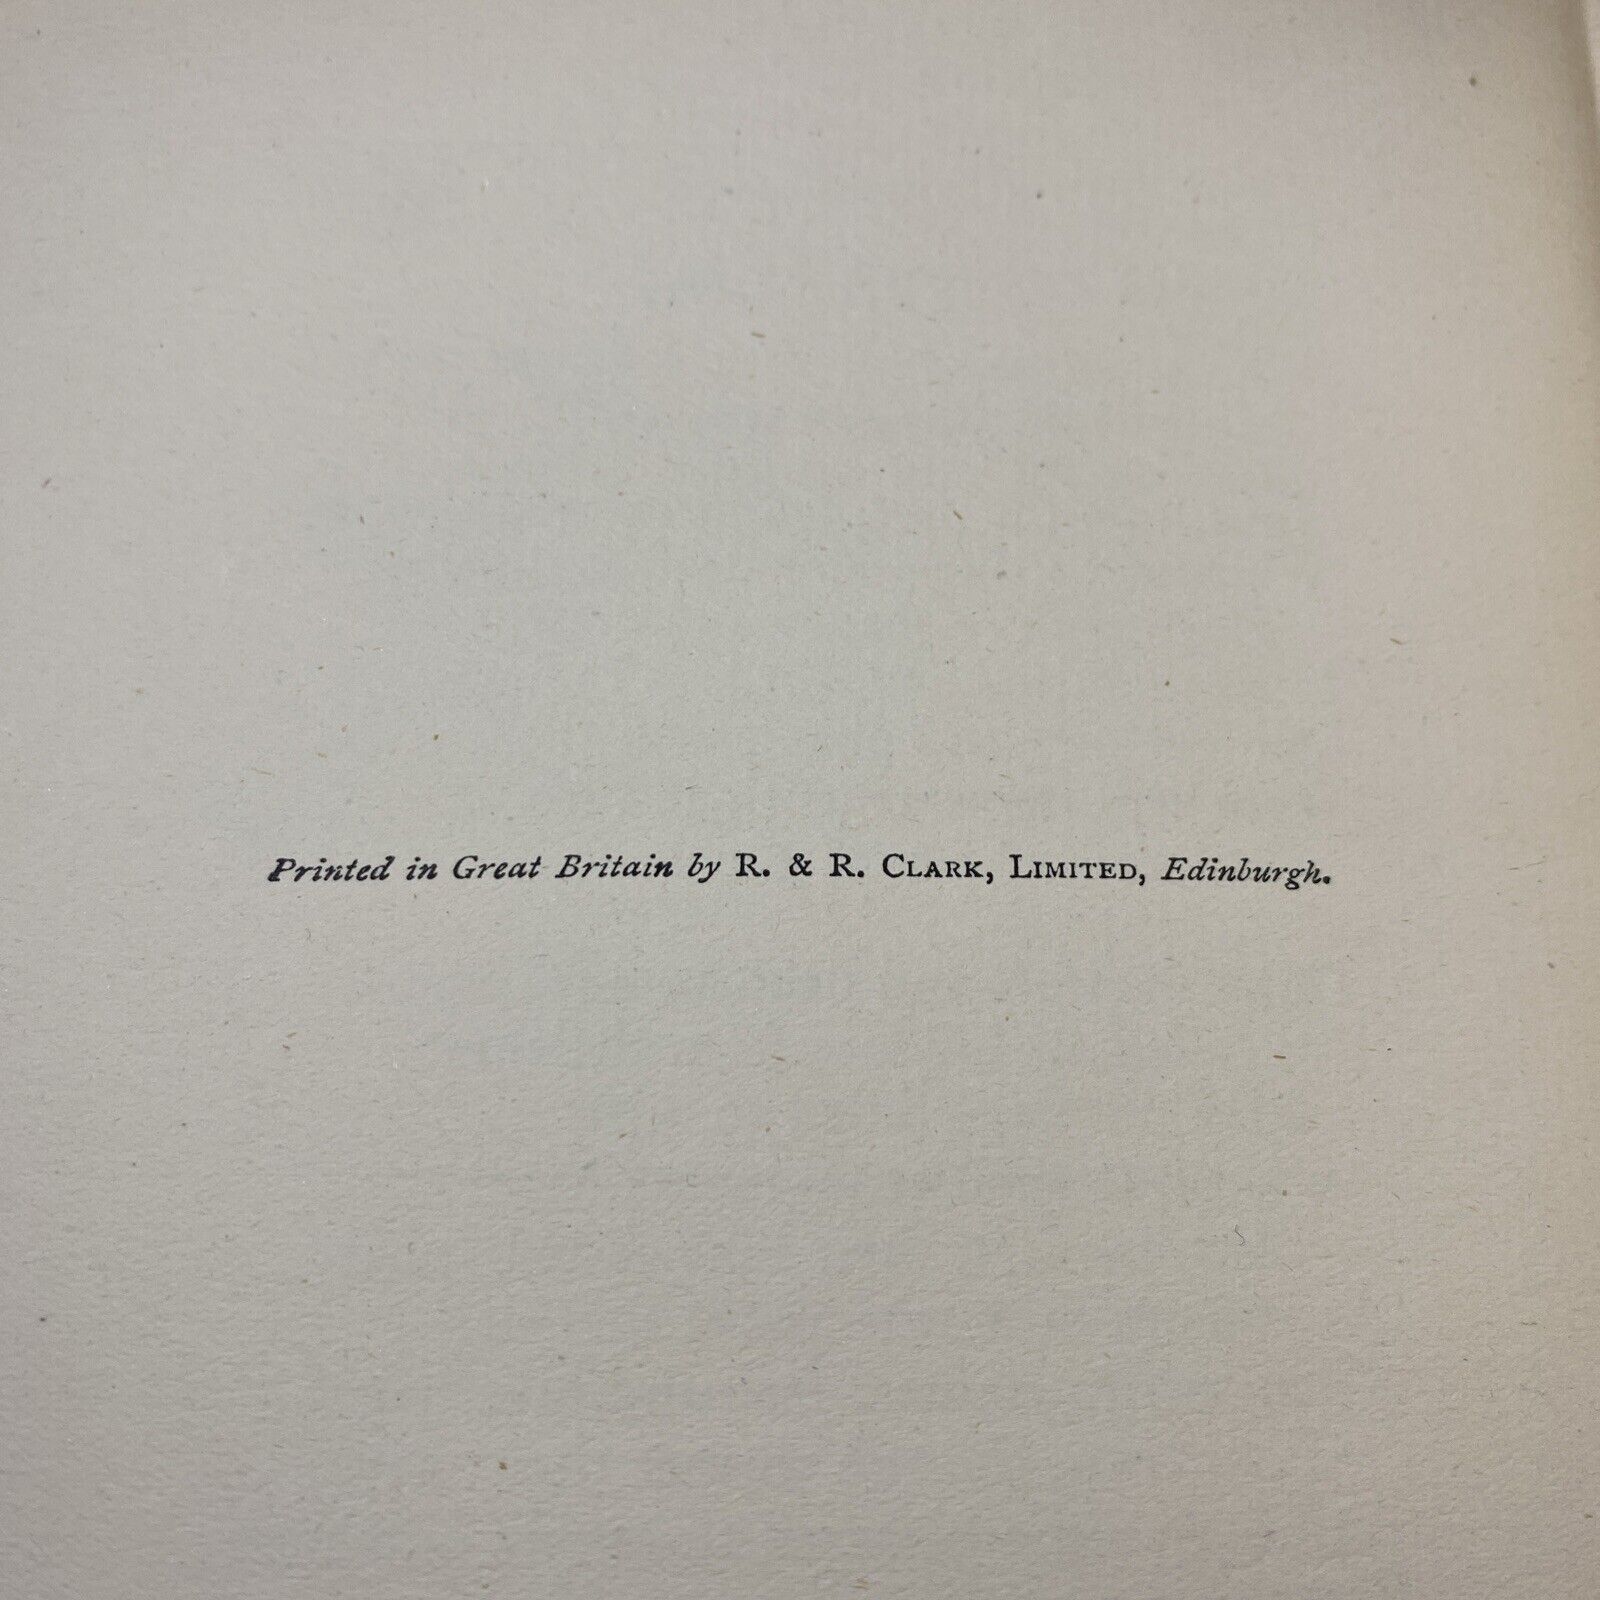 Printed in Great Britain by R. & R. CLARK, LIMITED, Edinburgh.